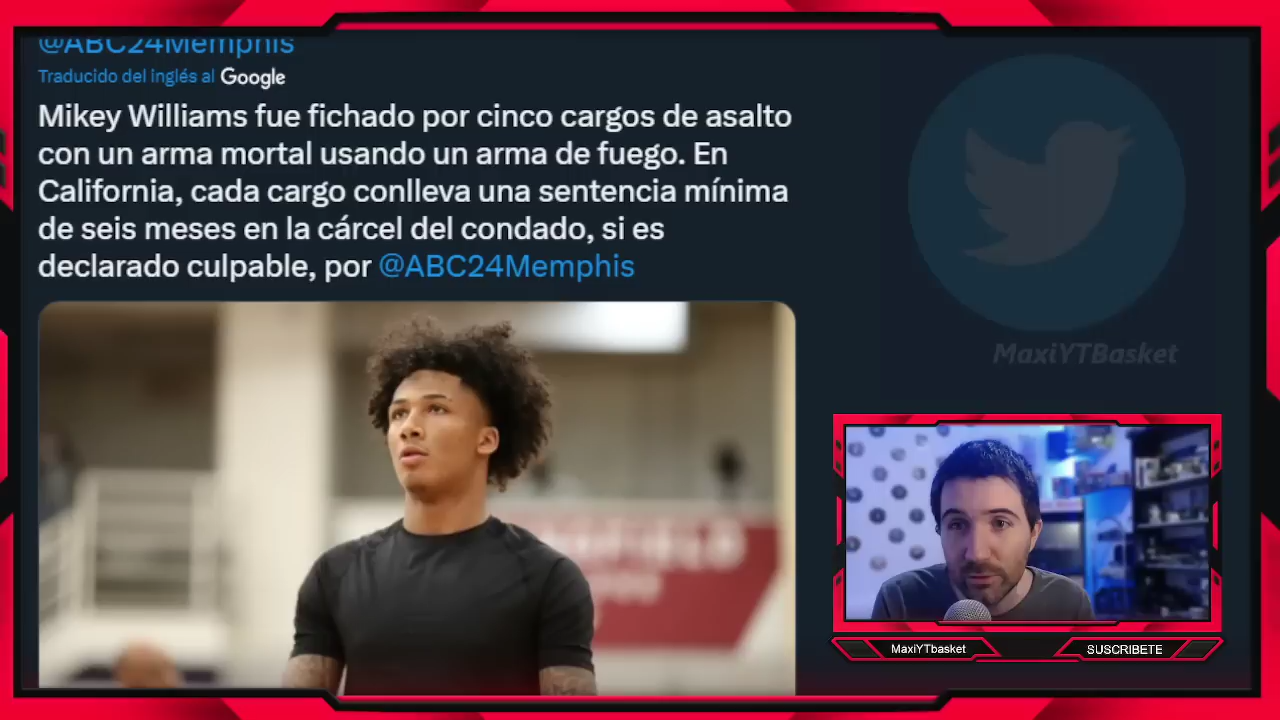 @ABC24Memphis
Traducido del inglés al Google
Mikey Williams fue fichado por cinco cargos de asalto
con un arma mortal usando un arma de fuego. En
California, cada cargo conlleva una sentencia mínima
de seis meses en la cárcel del condado, si es
declarado culpable, por @ABC24Memphis
MaxiYTBasket
MaxiYTbasket
SUSCRIBETE